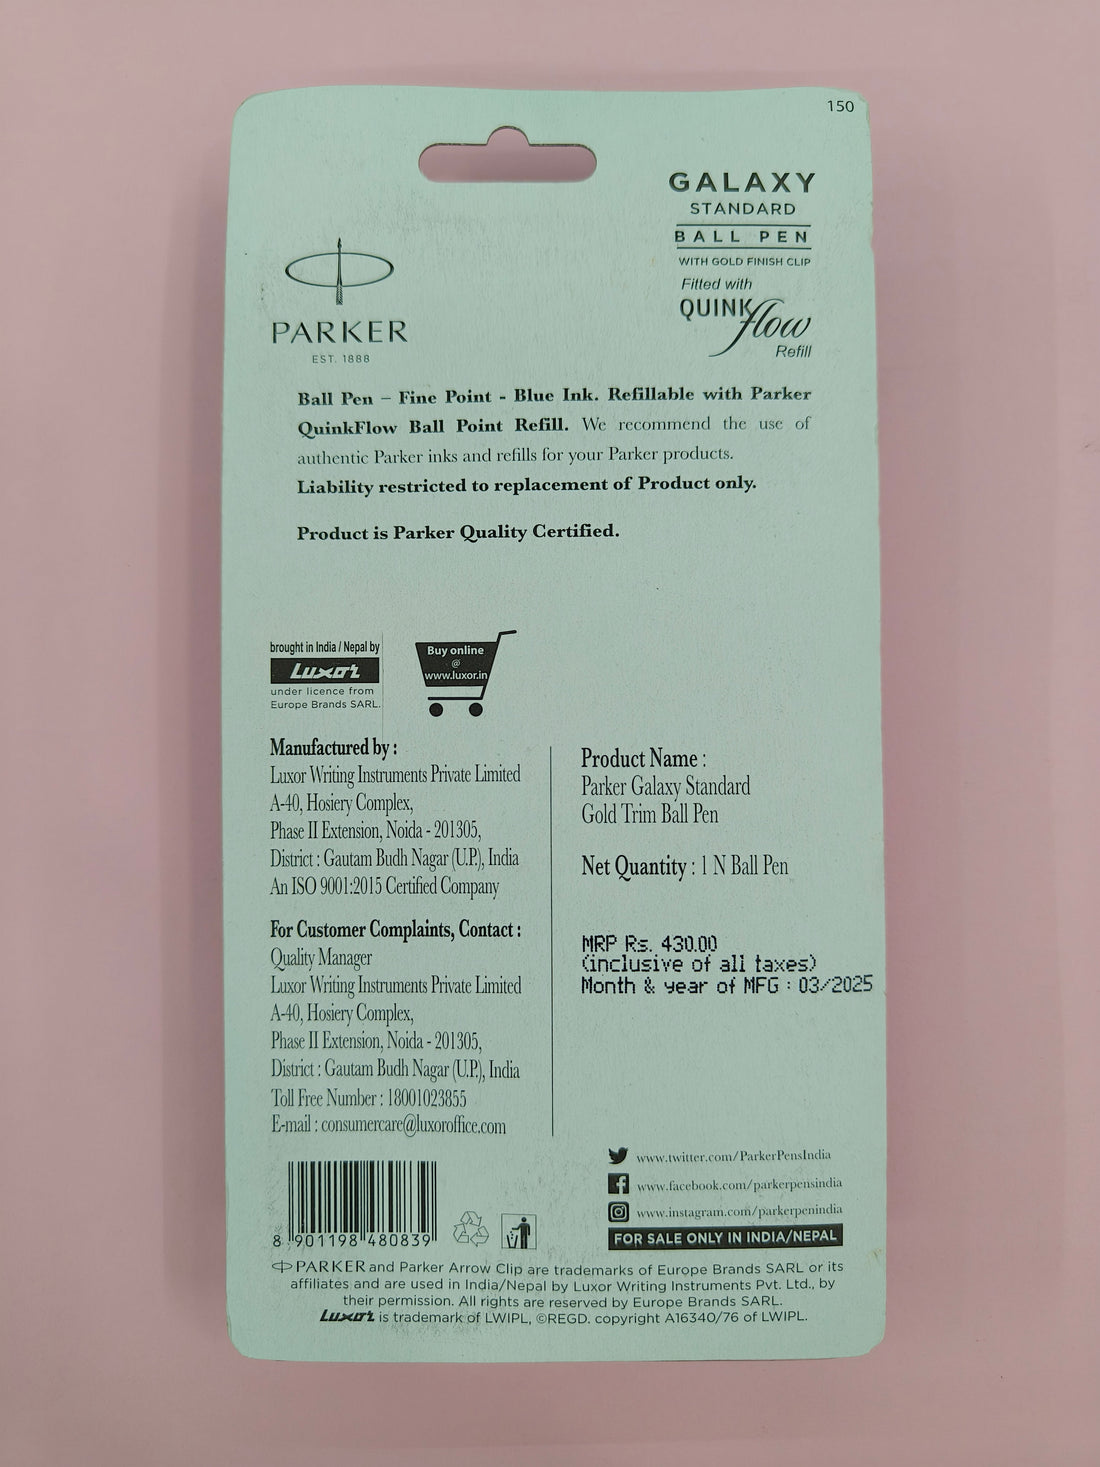 150
GALAXY
STANDARD
BALL PEN
WITH GOLD FINISH CLIP
Fitted with
QUINKflow
Refill
PARKER
EST. 1888
Ball Pen – Fine Point - Blue Ink. Refillable with Parker
QuinkFlow Ball Point Refill. We recommend the use of
authentic Parker inks and refills for your Parker products.
Liability restricted to replacement of Product only.
Product is Parker Quality Certified.
brought in India / Nepal by
Luxor
under licence from
Europe Brands SARL.
Buy online
@
www.luxor.in
Manufactured by :
Luxor Writing Instruments Private Limited
A-40, Hosiery Complex,
Phase II Extension, Noida - 201305,
District : Gautam Budh Nagar (U.P.), India
An ISO 9001:2015 Certified Company
For Customer Complaints, Contact :
Quality Manager
Luxor Writing Instruments Private Limited
A-40, Hosiery Complex,
Phase II Extension, Noida - 201305,
District : Gautam Budh Nagar (U.P.), India
Toll Free Number : 18001023855
E-mail : consumercare@luxoroffice.com
Product Name :
Parker Galaxy Standard
Gold Trim Ball Pen
Net Quantity : 1 N Ball Pen
MRP Rs. 430.00
(inclusive of all taxes)
Month & year of MFG : 03/2025
www.twitter.com/ParkerPensIndia
www.facebook.com/parkerpensindia
www.instagram.com/parkerpenindia
FOR SALE ONLY IN INDIA/NEPAL
8 901198 480839
PARKER and Parker Arrow Clip are trademarks of Europe Brands SARL or its
affiliates and are used in India/Nepal by Luxor Writing Instruments Pvt. Ltd., by
their permission. All rights are reserved by Europe Brands SARL.
Luxor is trademark of LWIPL, ©REGD. copyright A16340/76 of LWIPL.